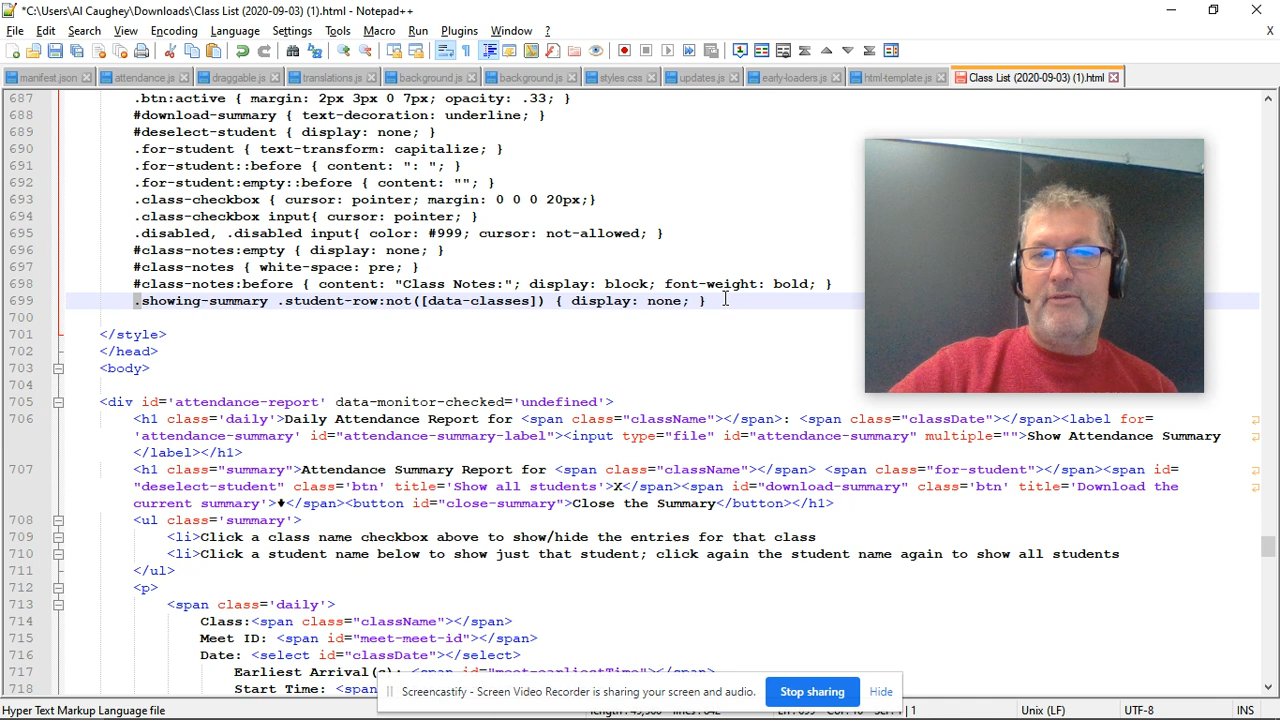 *C:\Users\Al Caughey\Downloads\Class List (2020-09-03) (1).html - Notepad++
File Edit Search View Encoding Language Settings Tools Macro Run Plugins Window ? X
manifest.json attendance.js draggable.js translations.js background.js background.js styles.css updates.js early-loaders.js html-template.js Class List (2020-09-03) (1).html
687 .btn:active { margin: 2px 3px 0 7px; opacity: .33; }
688 #download-summary { text-decoration: underline; }
689 #deselect-student { display: none; }
690 .for-student { text-transform: capitalize; }
691 .for-student::before { content: ": "; }
692 .for-student:empty::before { content: ""; }
693 .class-checkbox { cursor: pointer; margin: 0 0 0 20px;}
694 .class-checkbox input{ cursor: pointer; }
695 .disabled, .disabled input{ color: #999; cursor: not-allowed; }
696 #class-notes:empty { display: none; }
697 #class-notes { white-space: pre; }
698 #class-notes:before { content: "Class Notes:"; display: block; font-weight: bold; }
699 .showing-summary .student-row:not([data-classes]) { display: none; }
700
701 </style>
702 </head>
703 <body>
704
705 <div id='attendance-report' data-monitor-checked='undefined'>
706 <h1 class='daily'>Daily Attendance Report for <span class="className"></span>: <span class="classDate"></span><label for=
'attendance-summary' id="attendance-summary-label"><input type="file" id="attendance-summary" multiple="">Show Attendance Summary
</label></h1>
707 <h1 class="summary">Attendance Summary Report for <span class="className"></span> <span class="for-student"></span><span id=
"deselect-student" class='btn' title='Show all students'>X</span><span id="download-summary" class='btn' title='Download the
current summary'>🠋</span><button id="close-summary">Close the Summary</button></h1>
708 <ul class='summary'>
709 <li>Click a class name checkbox above to show/hide the entries for that class
710 <li>Click a student name below to show just that student; click again the student name again to show all students
711 </ul>
712 <p>
713 <span class='daily'>
714 Class:<span class="className"></span>
715 Meet ID: <span id="meet-meet-id"></span>
716 Date: <select id="classDate"></select>
717 Earliest Arrival(s): <span id="meet-earliestTime"></span>
718 Start Time: <span
Screencastify - Screen Video Recorder is sharing your screen and audio. Stop sharing Hide
Hyper Text Markup Language file Unix (LF) UTF-8 INS